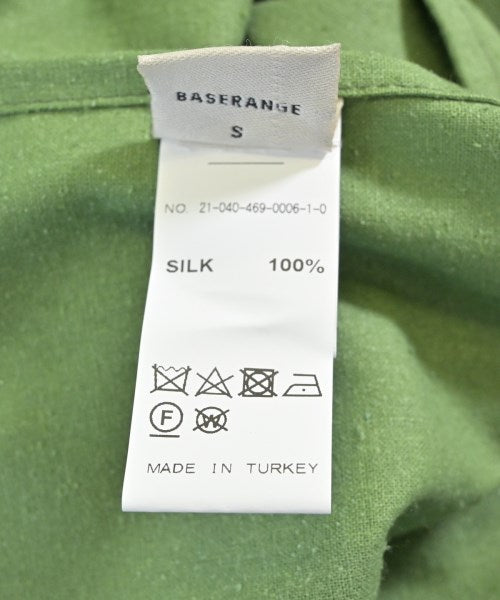 BASERANGE
S
NO. 21-040-469-0006-1-0
SILK 100%
F W
MADE IN TURKEY